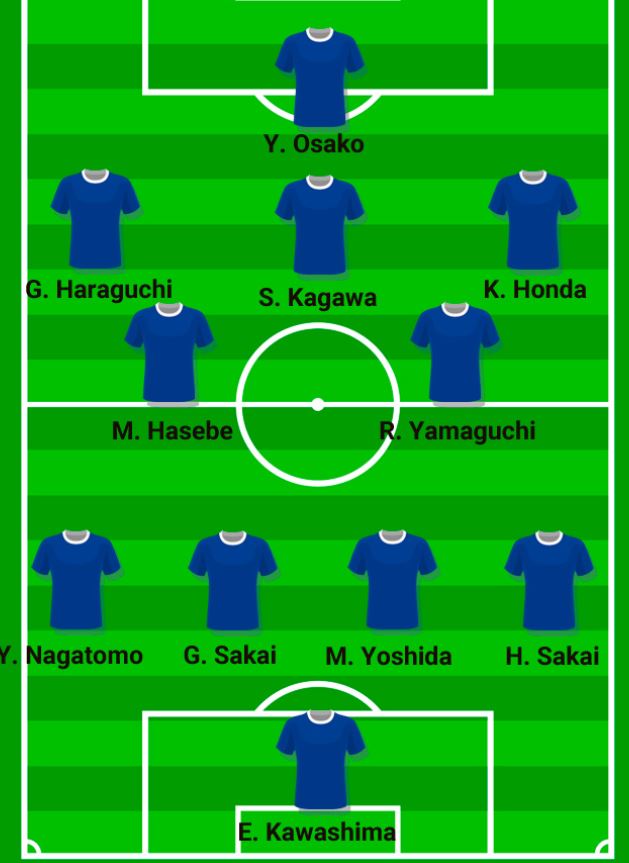 Y. Osako
G. Haraguchi
S. Kagawa
K. Honda
M. Hasebe
R. Yamaguchi
Y. Nagatomo
G. Sakai
M. Yoshida
H. Sakai
E. Kawashima